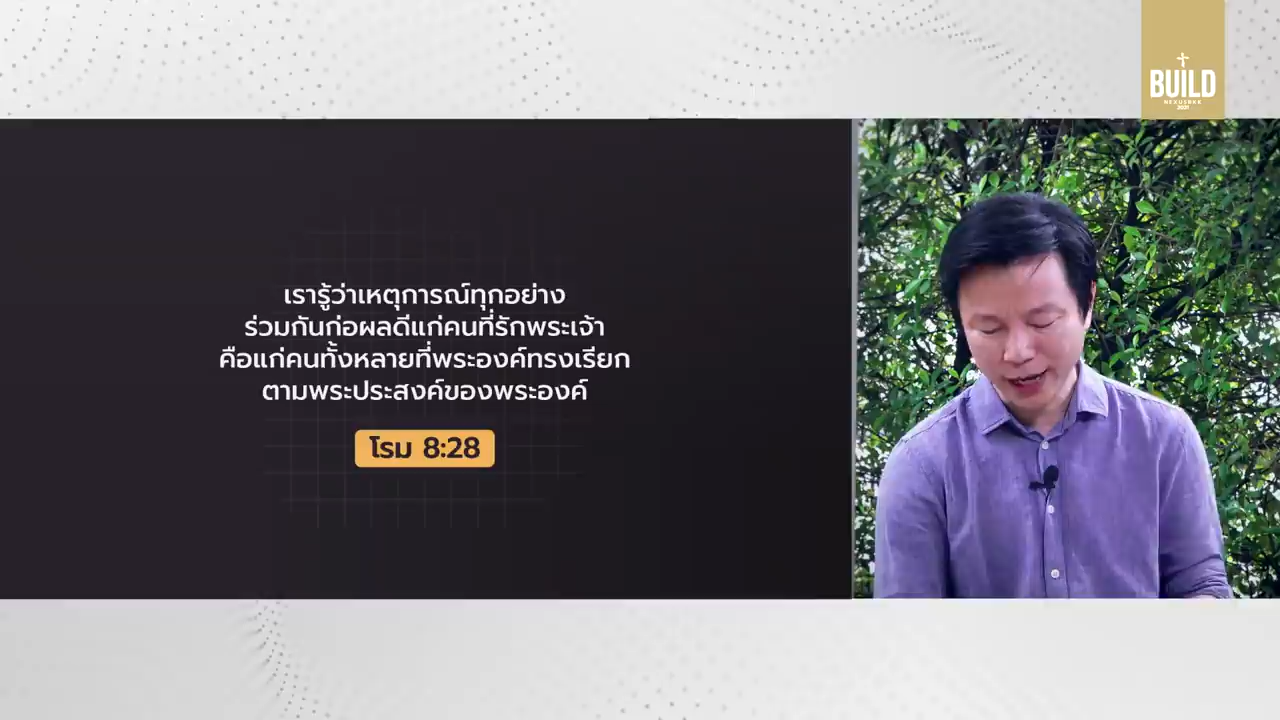 BUILD
NEXUSBKK
2021
เรารู้ว่าเหตุการณ์ทุกอย่าง
ร่วมกันก่อผลดีแก่คนที่รักพระเจ้า
คือแก่คนทั้งหลายที่พระองค์ทรงเรียก
ตามพระประสงค์ของพระองค์
โรม 8:28